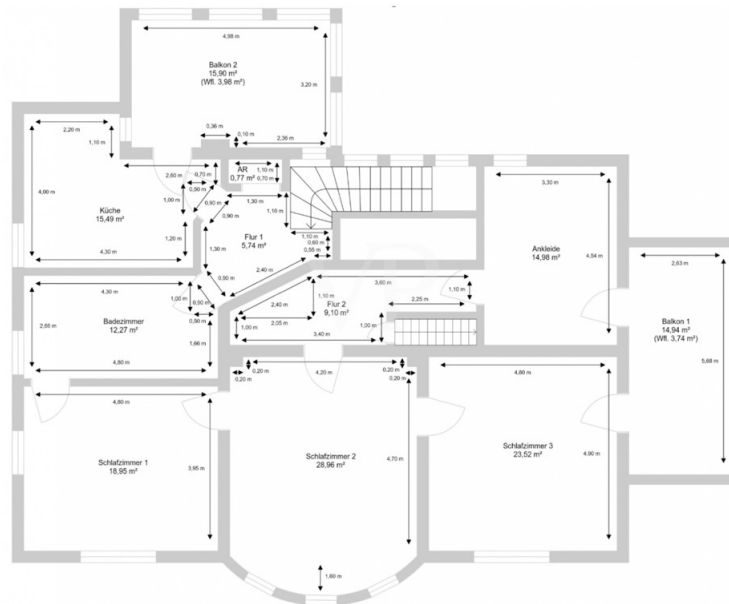 4,98 m
Balkon 2
15,90 m²
(Wfl. 3,98 m²)
3,20 m
2,20 m
1,10 m
0,36 m
0,10 m
2,36 m
4,00 m
2,60 m
0,70 m
AR
0,77 m²
1,10 m
0,70 m
3,30 m
0,50 m
1,00 m
0,90 m
0,90 m
1,30 m
1,10 m
Küche
15,49 m²
1,20 m
4,30 m
Flur 1
5,74 m²
1,30 m
1,10 m
0,60 m
0,55 m
Ankleide
14,98 m²
4,54 m
2,63 m
2,40 m
0,90 m
4,30 m
1,00 m
0,90 m
0,50 m
3,60 m
1,10 m
2,40 m
1,10 m
Flur 2
9,10 m²
2,25 m
2,05 m
1,00 m
3,40 m
1,00 m
Badezimmer
12,27 m²
2,65 m
1,66 m
4,80 m
Balkon 1
14,94 m²
(Wfl. 3,74 m²)
5,68 m
0,20 m
0,20 m
4,20 m
0,20 m
0,20 m
4,80 m
4,80 m
Schlafzimmer 1
18,95 m²
3,95 m
Schlafzimmer 2
28,96 m²
4,70 m
Schlafzimmer 3
23,52 m²
4,90 m
1,60 m